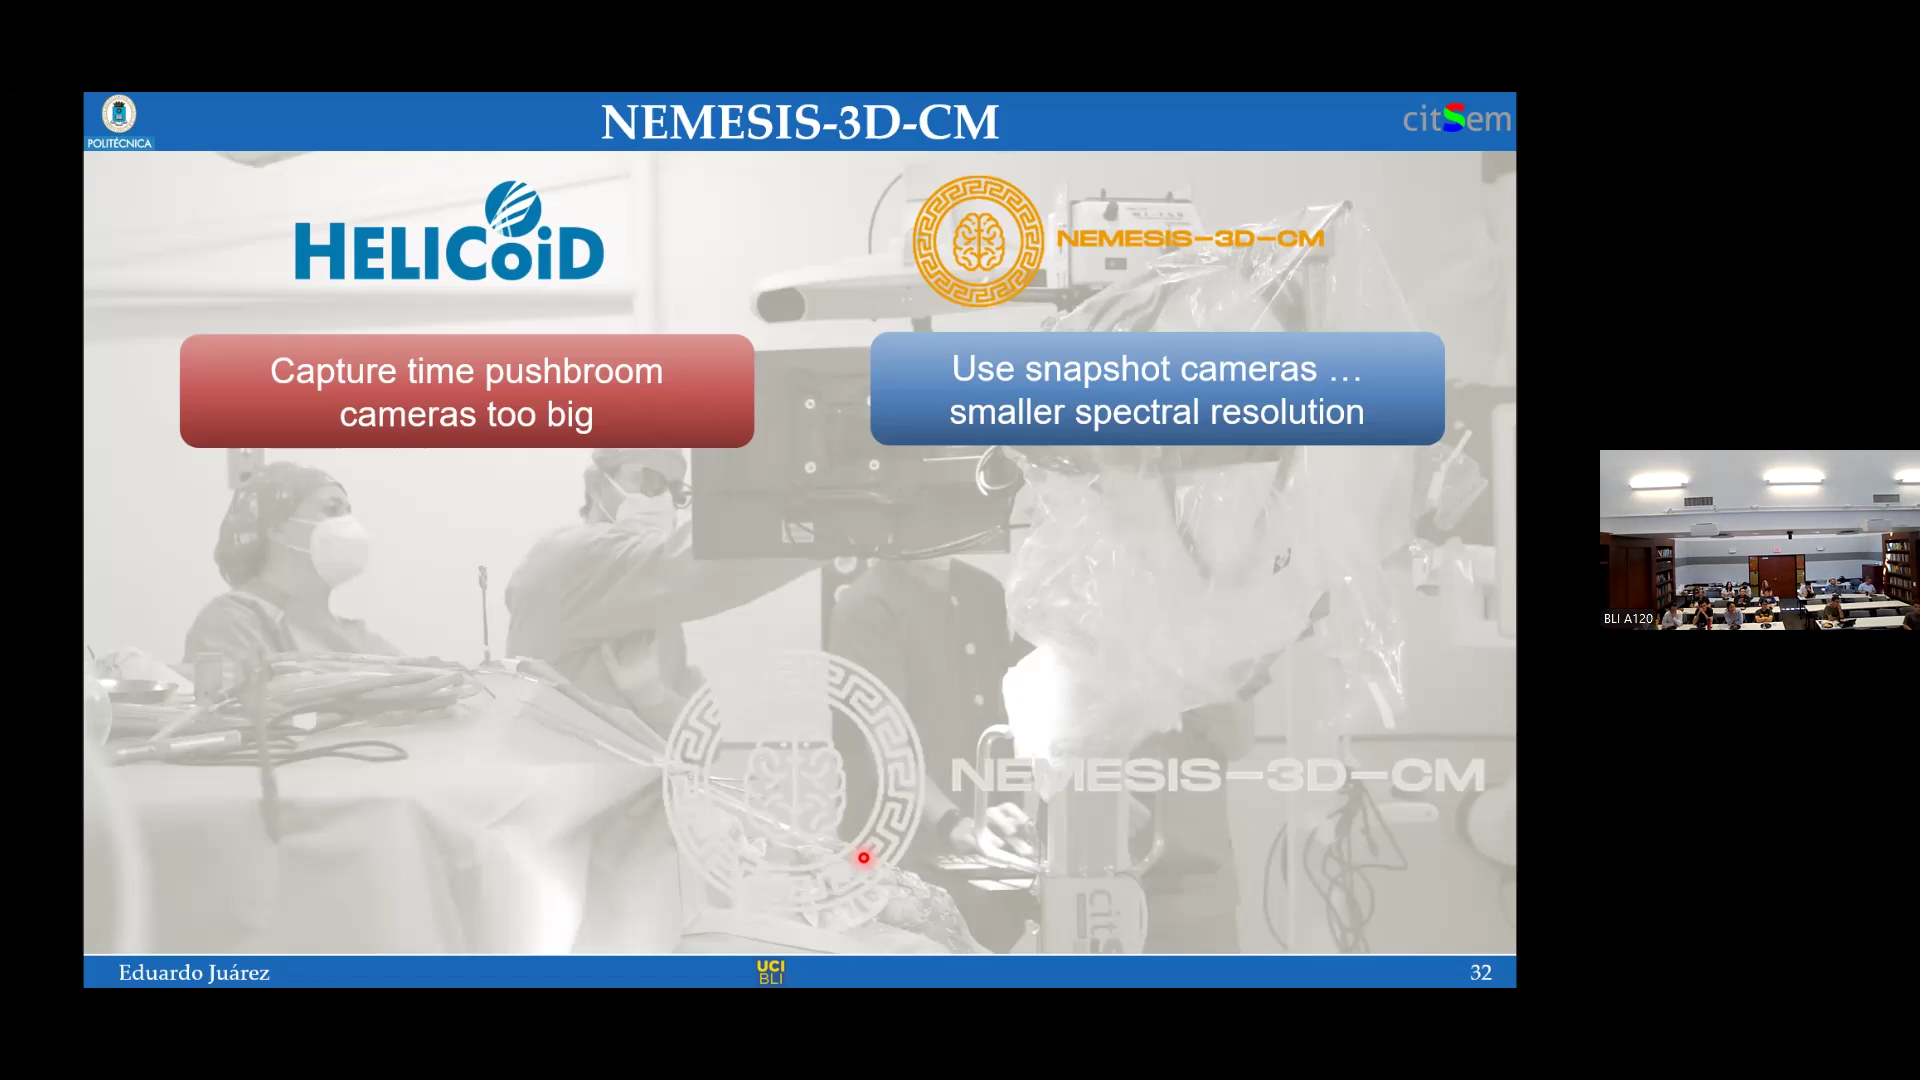 NEMESIS-3D-CM
POLITÉCNICA
citSem
HELICoiD
NEMESIS-3D-CM
Capture time pushbroom
cameras too big
Use snapshot cameras …
smaller spectral resolution
NEMESIS-3D-CM
citS
Eduardo Juárez
UCI
BLI
32
BLI A120